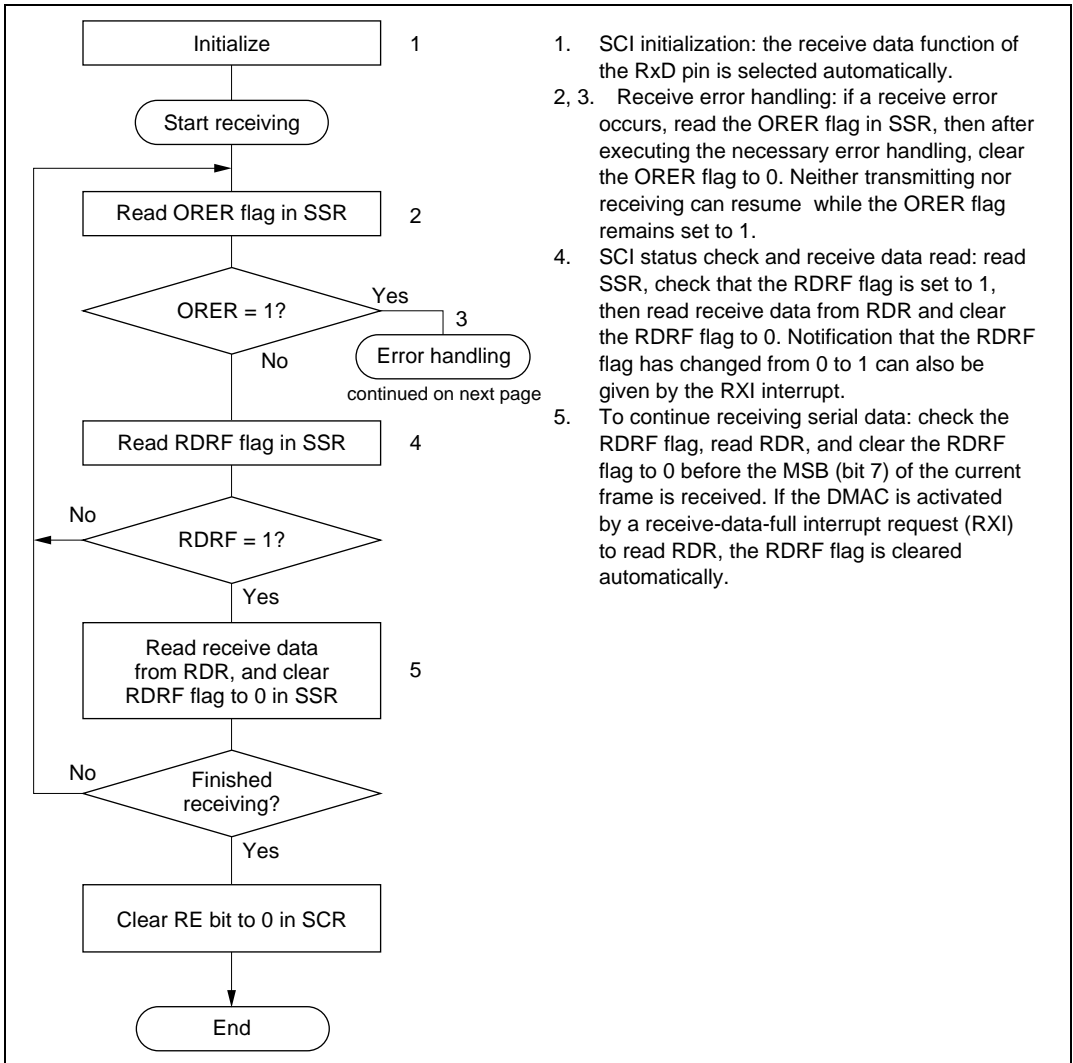 Initialize
1
Start receiving
Read ORER flag in SSR
2
ORER = 1?
Yes
3
Error handling
No
continued on next page
Read RDRF flag in SSR
4
No
RDRF = 1?
Yes
Read receive data
from RDR, and clear
RDRF flag to 0 in SSR
5
No
Finished
receiving?
Yes
Clear RE bit to 0 in SCR
End
1. SCI initialization: the receive data function of
the RxD pin is selected automatically.
2, 3. Receive error handling: if a receive error
occurs, read the ORER flag in SSR, then after
executing the necessary error handling, clear
the ORER flag to 0. Neither transmitting nor
receiving can resume while the ORER flag
remains set to 1.
4. SCI status check and receive data read: read
SSR, check that the RDRF flag is set to 1,
then read receive data from RDR and clear
the RDRF flag to 0. Notification that the RDRF
flag has changed from 0 to 1 can also be
given by the RXI interrupt.
5. To continue receiving serial data: check the
RDRF flag, read RDR, and clear the RDRF
flag to 0 before the MSB (bit 7) of the current
frame is received. If the DMAC is activated
by a receive-data-full interrupt request (RXI)
to read RDR, the RDRF flag is cleared
automatically.